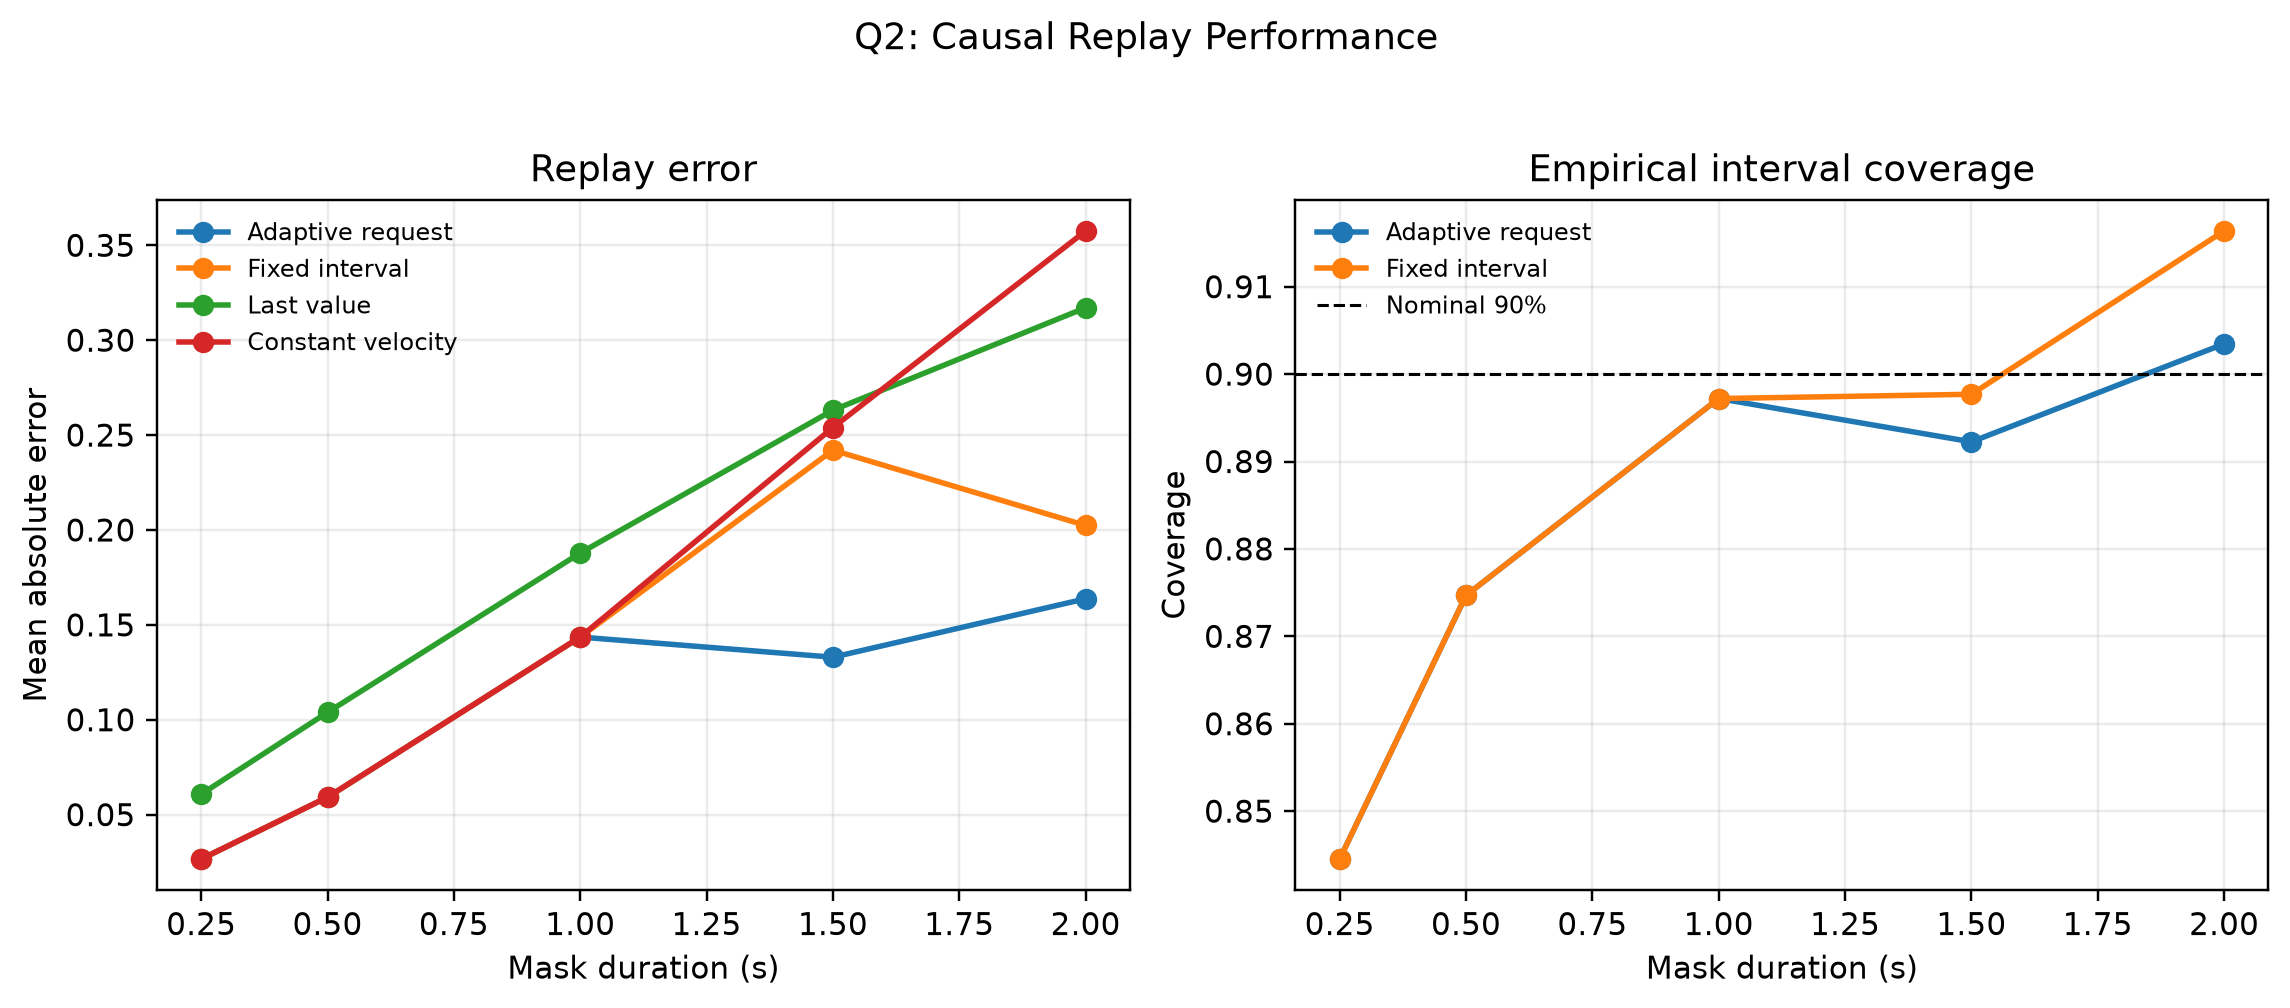 Q2: Causal Replay Performance
Replay error
Adaptive request
Fixed interval
Last value
Constant velocity
Mean absolute error
0.35
0.30
0.25
0.20
0.15
0.10
0.05
0.25 0.50 0.75 1.00 1.25 1.50 1.75 2.00
Mask duration (s)
Empirical interval coverage
Adaptive request
Fixed interval
Nominal 90%
Coverage
0.91
0.90
0.89
0.88
0.87
0.86
0.85
0.25 0.50 0.75 1.00 1.25 1.50 1.75 2.00
Mask duration (s)